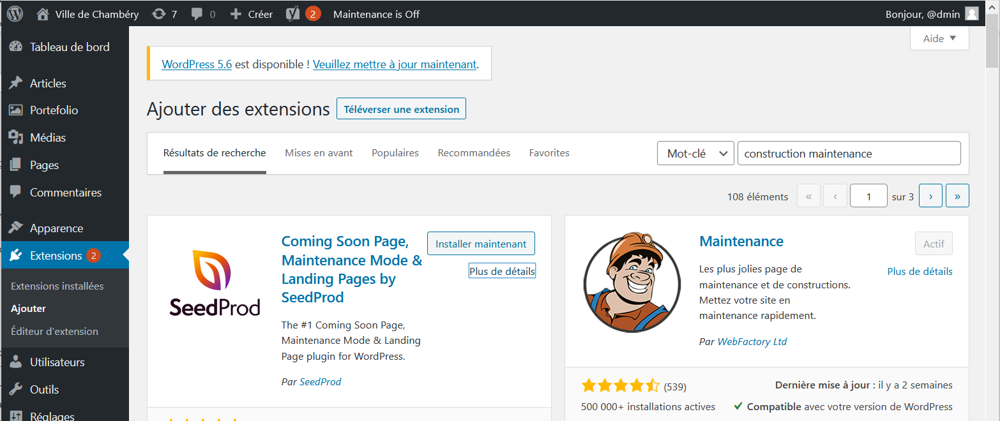 Ville de Chambéry 7 0 Créer 2 Maintenance is Off Bonjour, @dmin
Tableau de bord
Articles
Portefolio
Médias
Pages
Commentaires
Apparence
Extensions 2
Extensions installées
Ajouter
Éditeur d'extension
Utilisateurs
Outils
Réglages
Aide
WordPress 5.6 est disponible ! Veuillez mettre à jour maintenant.
Ajouter des extensions Téléverser une extension
Résultats de recherche Mises en avant Populaires Recommandées Favorites Mot-clé construction maintenance
108 éléments « ‹ 1 sur 3 › »
SeedProd
Coming Soon Page,
Maintenance Mode &
Landing Pages by
SeedProd
Installer maintenant
Plus de détails
The #1 Coming Soon Page,
Maintenance Mode & Landing
Page plugin for WordPress.
Par SeedProd
Maintenance
Actif
Plus de détails
Les plus jolies page de
maintenance et de constructions.
Mettez votre site en
maintenance rapidement.
Par WebFactory Ltd
(539) Dernière mise à jour : il y a 2 semaines
500 000+ installations actives Compatible avec votre version de WordPress